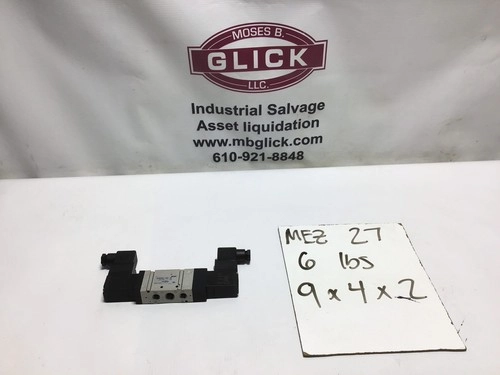 MOSES B.
GLICK
LLC.
Industrial Salvage
Asset liquidation
www.mbglick.com
610-921-8848
MEZ 27
6 lbs
9 x 4 x 2